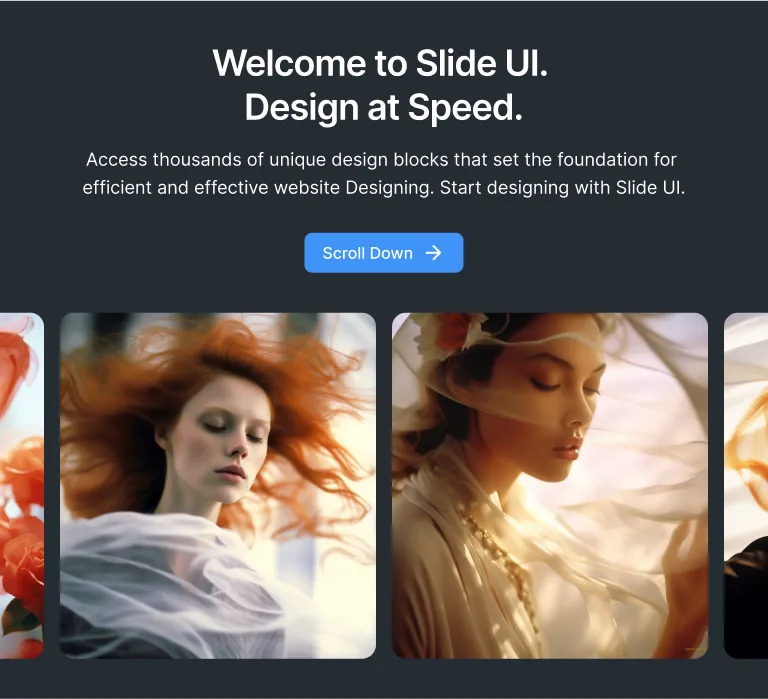 Welcome to Slide UI.
Design at Speed.
Access thousands of unique design blocks that set the foundation for
efficient and effective website Designing. Start designing with Slide UI.
Scroll Down